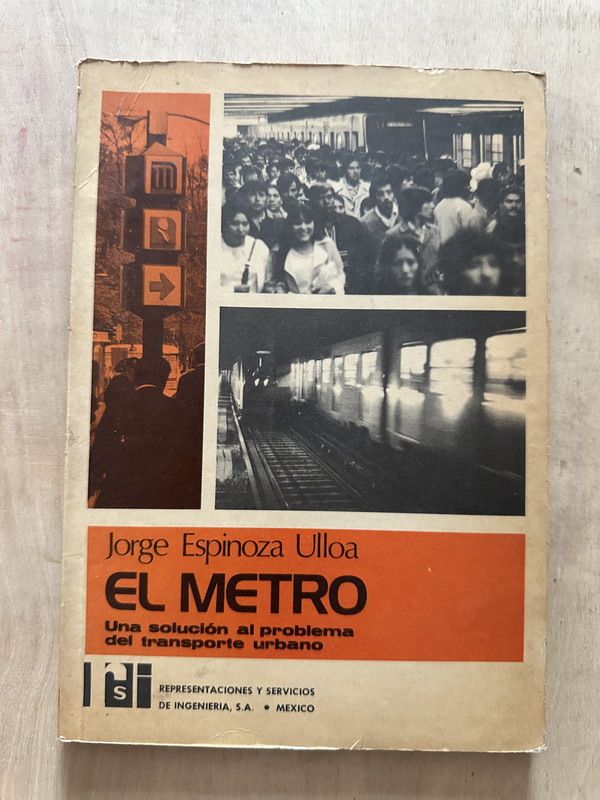 Jorge Espinoza Ulloa
EL METRO
Una solución al problema
del transporte urbano
rsi
REPRESENTACIONES Y SERVICIOS
DE INGENIERIA, S.A. • MEXICO